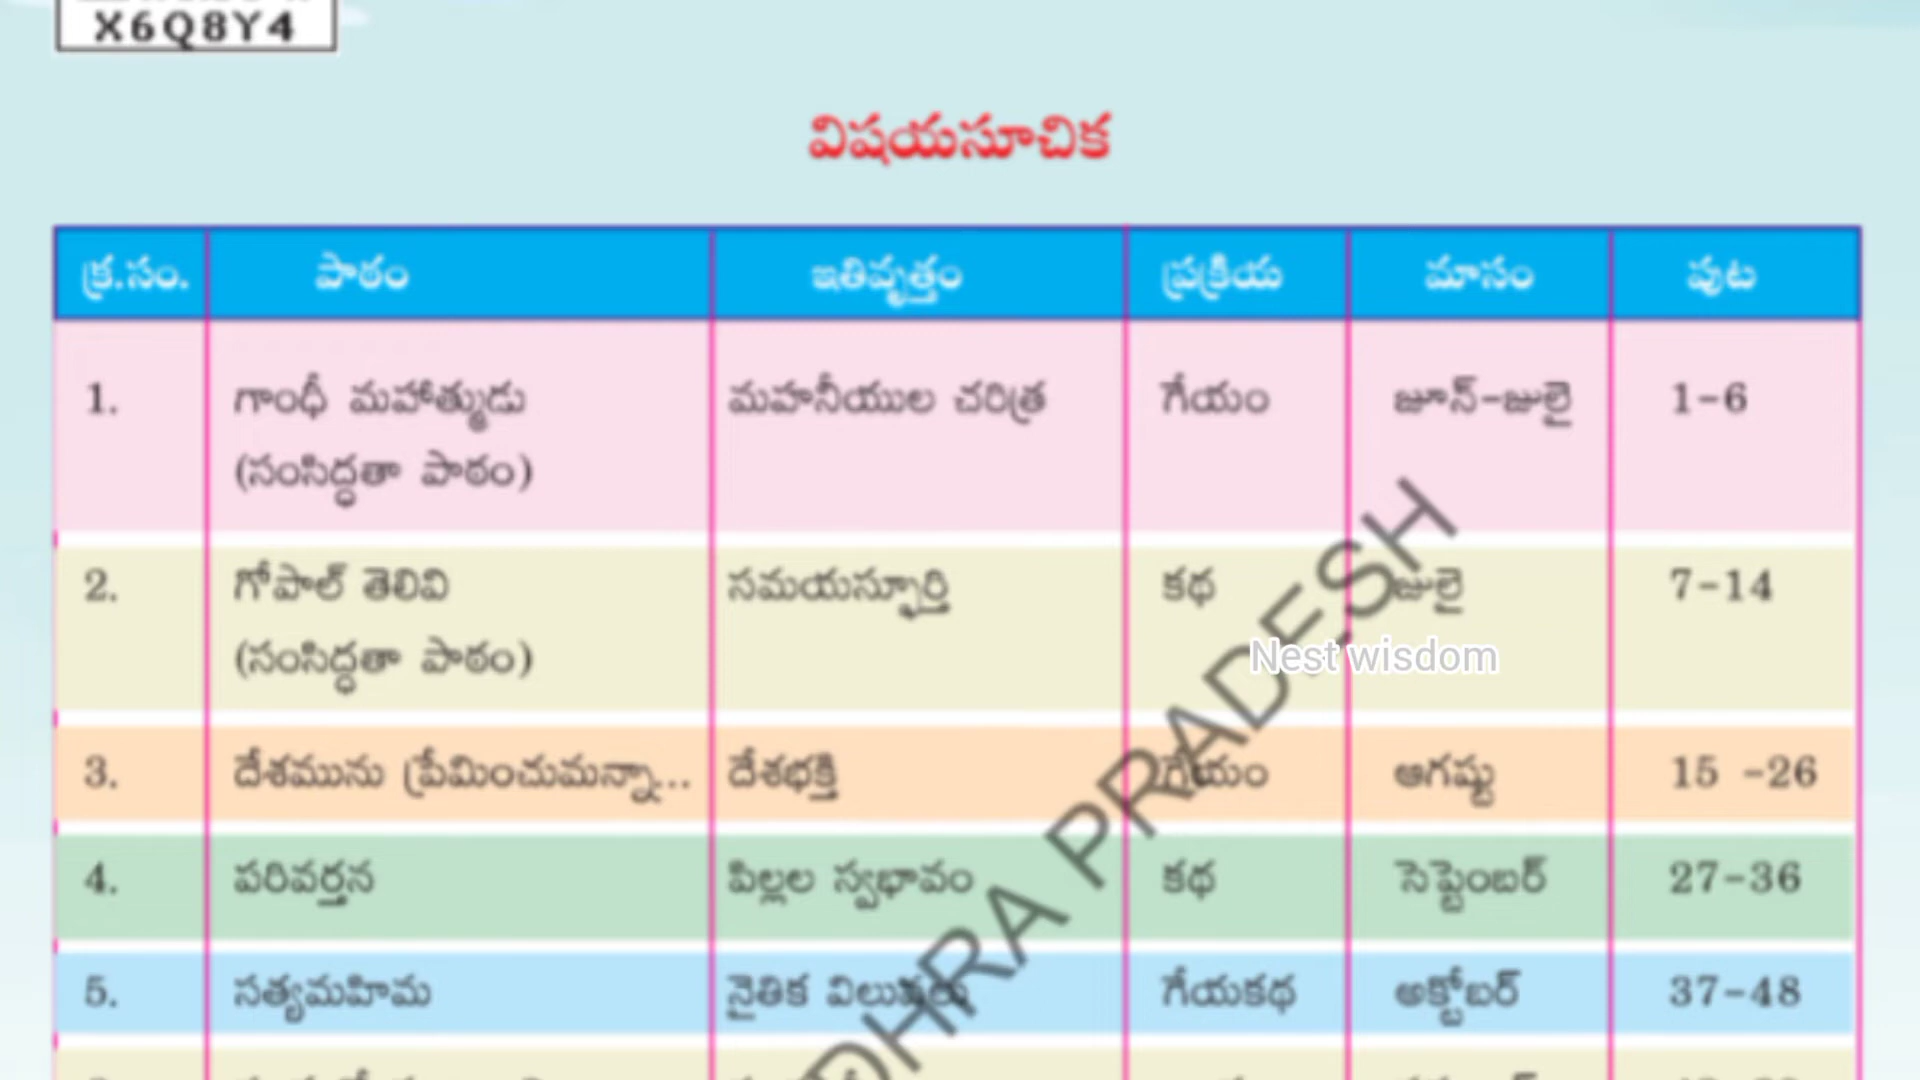 X6Q8Y4
విషయసూచిక
క్ర.సం. పాఠం ఇతివృత్తం ప్రక్రియ మాసం పుట
1. గాంధీ మహాత్ముడు మహనీయుల చరిత్ర గేయం జూన్-జులై 1-6
(సంసిద్ధతా పాఠం)
2. గోపాల్ తెలివి సమయస్ఫూర్తి కథ జులై 7-14
(సంసిద్ధతా పాఠం)
Nest wisdom
3. దేశమును ప్రేమించుమన్నా... దేశభక్తి గేయం ఆగష్టు 15 -26
4. పరివర్తన పిల్లల స్వభావం కథ సెప్టెంబర్ 27-36
5. సత్యమహిమ నైతిక విలువలు గేయకథ అక్టోబర్ 37-48
DHRA PRADESH